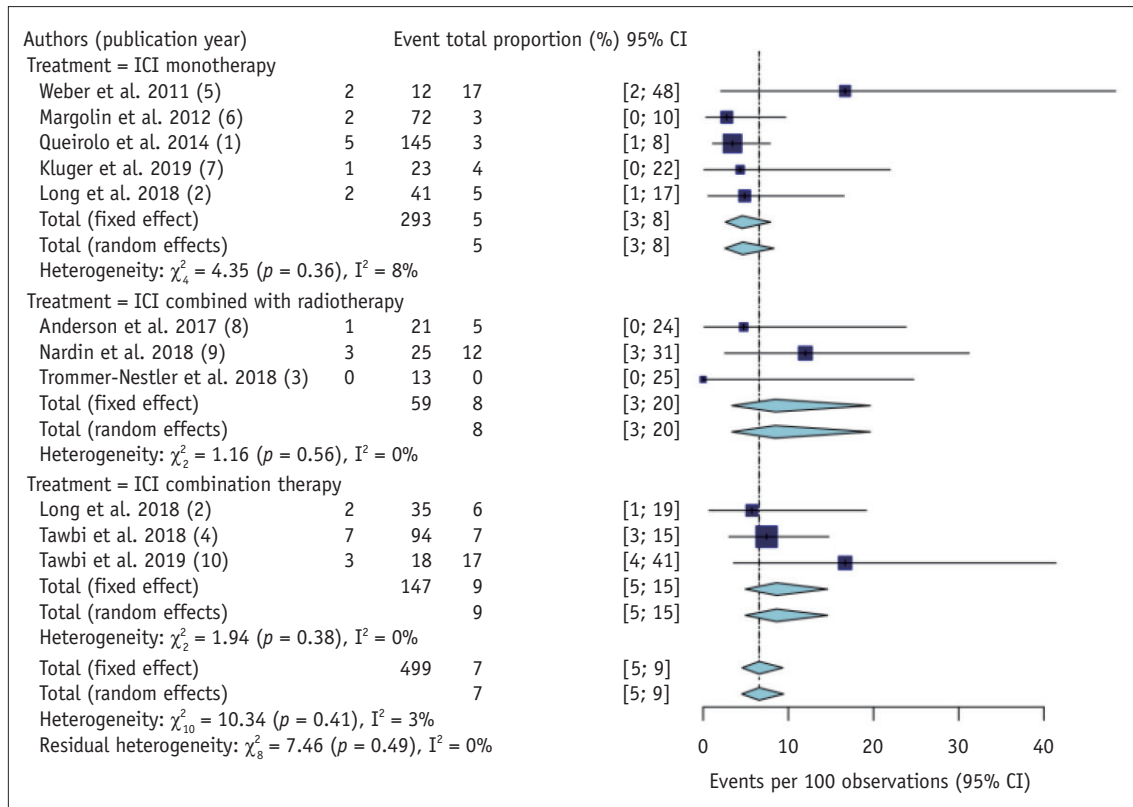 Authors (publication year) Event total proportion (%) 95% CI
Treatment = ICI monotherapy
Weber et al. 2011 (5) 2 12 17 [2; 48]
Margolin et al. 2012 (6) 2 72 3 [0; 10]
Queirolo et al. 2014 (1) 5 145 3 [1; 8]
Kluger et al. 2019 (7) 1 23 4 [0; 22]
Long et al. 2018 (2) 2 41 5 [1; 17]
Total (fixed effect) 293 5 [3; 8]
Total (random effects) 5 [3; 8]
Heterogeneity: χ²₄ = 4.35 (p = 0.36), I² = 8%
Treatment = ICI combined with radiotherapy
Anderson et al. 2017 (8) 1 21 5 [0; 24]
Nardin et al. 2018 (9) 3 25 12 [3; 31]
Trommer-Nestler et al. 2018 (3) 0 13 0 [0; 25]
Total (fixed effect) 59 8 [3; 20]
Total (random effects) 8 [3; 20]
Heterogeneity: χ²₂ = 1.16 (p = 0.56), I² = 0%
Treatment = ICI combination therapy
Long et al. 2018 (2) 2 35 6 [1; 19]
Tawbi et al. 2018 (4) 7 94 7 [3; 15]
Tawbi et al. 2019 (10) 3 18 17 [4; 41]
Total (fixed effect) 147 9 [5; 15]
Total (random effects) 9 [5; 15]
Heterogeneity: χ²₂ = 1.94 (p = 0.38), I² = 0%
Total (fixed effect) 499 7 [5; 9]
Total (random effects) 7 [5; 9]
Heterogeneity: χ²₁₀ = 10.34 (p = 0.41), I² = 3%
Residual heterogeneity: χ²₈ = 7.46 (p = 0.49), I² = 0%
0 10 20 30 40
Events per 100 observations (95% CI)